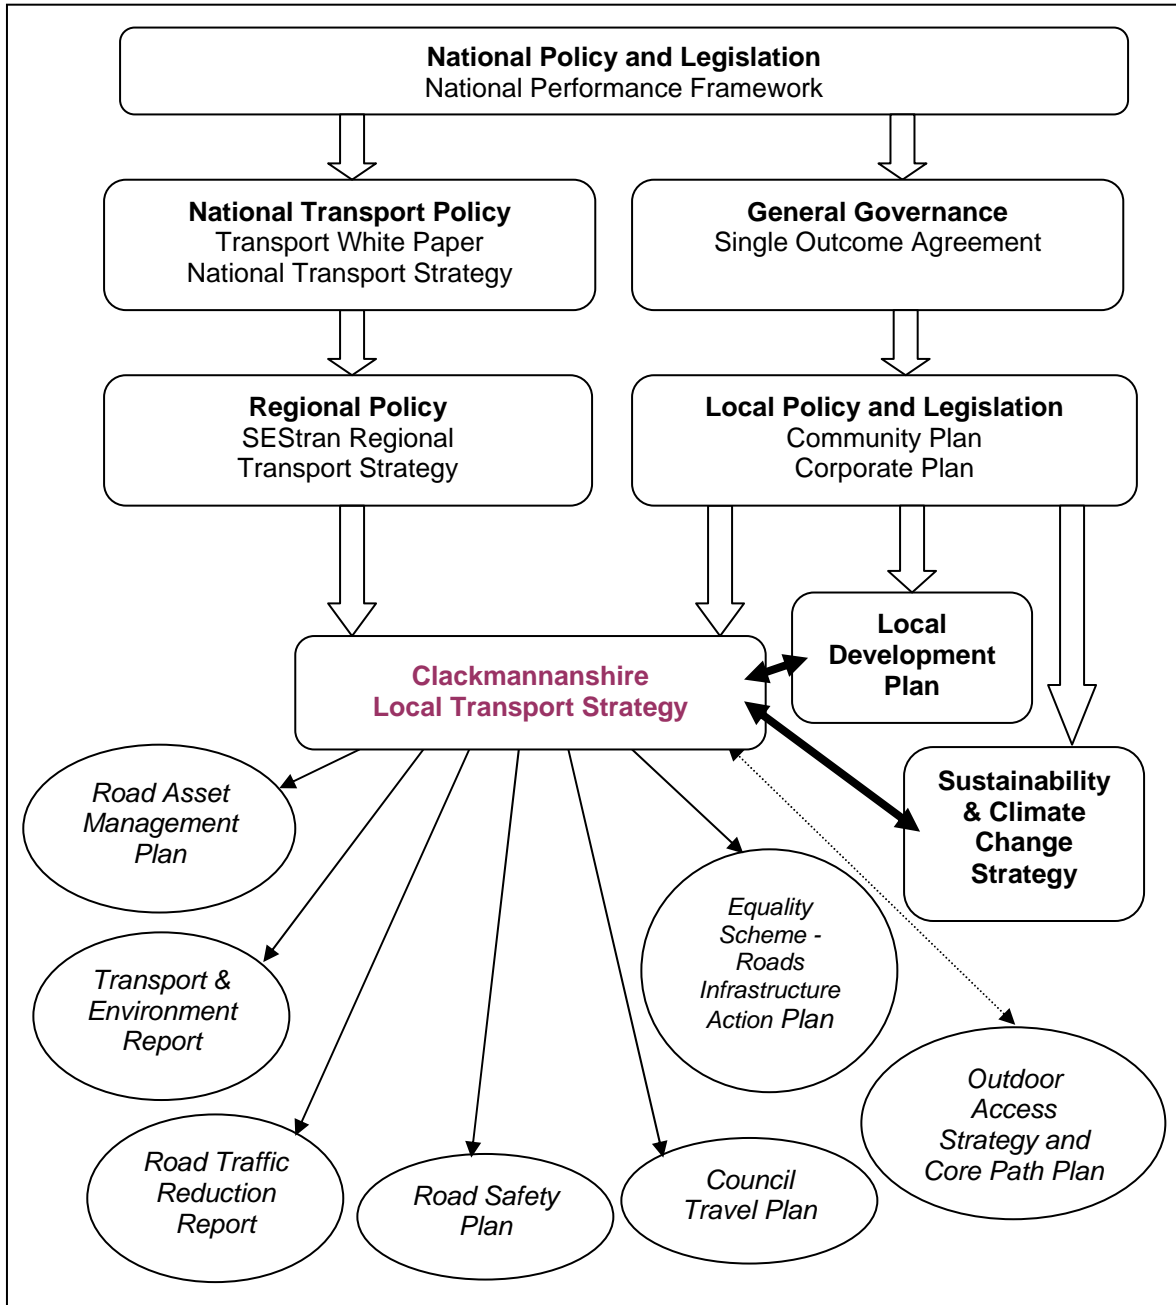 National Policy and Legislation
National Performance Framework
National Transport Policy
Transport White Paper
National Transport Strategy
General Governance
Single Outcome Agreement
Regional Policy
SEStran Regional
Transport Strategy
Local Policy and Legislation
Community Plan
Corporate Plan
Local
Development
Plan
Clackmannanshire
Local Transport Strategy
Sustainability
& Climate
Change
Strategy
Road Asset
Management
Plan
Equality
Scheme -
Roads
Infrastructure
Action Plan
Transport &
Environment
Report
Outdoor
Access
Strategy and
Core Path Plan
Road Traffic
Reduction
Report
Road Safety
Plan
Council
Travel Plan